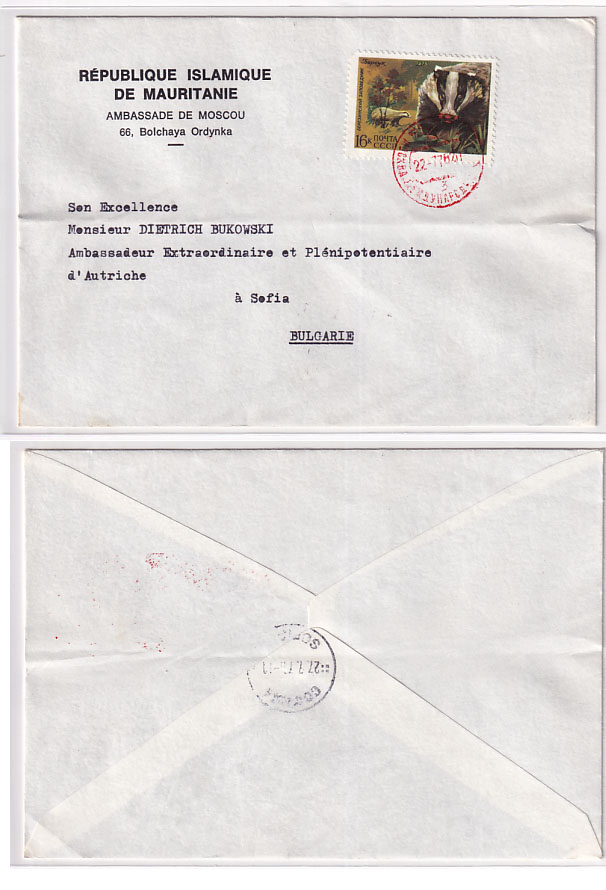 RÉPUBLIQUE ISLAMIQUE
DE MAURITANIE
AMBASSADE DE MOSCOU
66, Bolchaya Ordynka
Барсук
16к ПОЧТА
СССР
Son Excellence
Monsieur DIETRICH BUKOWSKI
Ambassadeur Extraordinaire et Plénipotentiaire
d'Autriche
à Sofia
BULGARIE